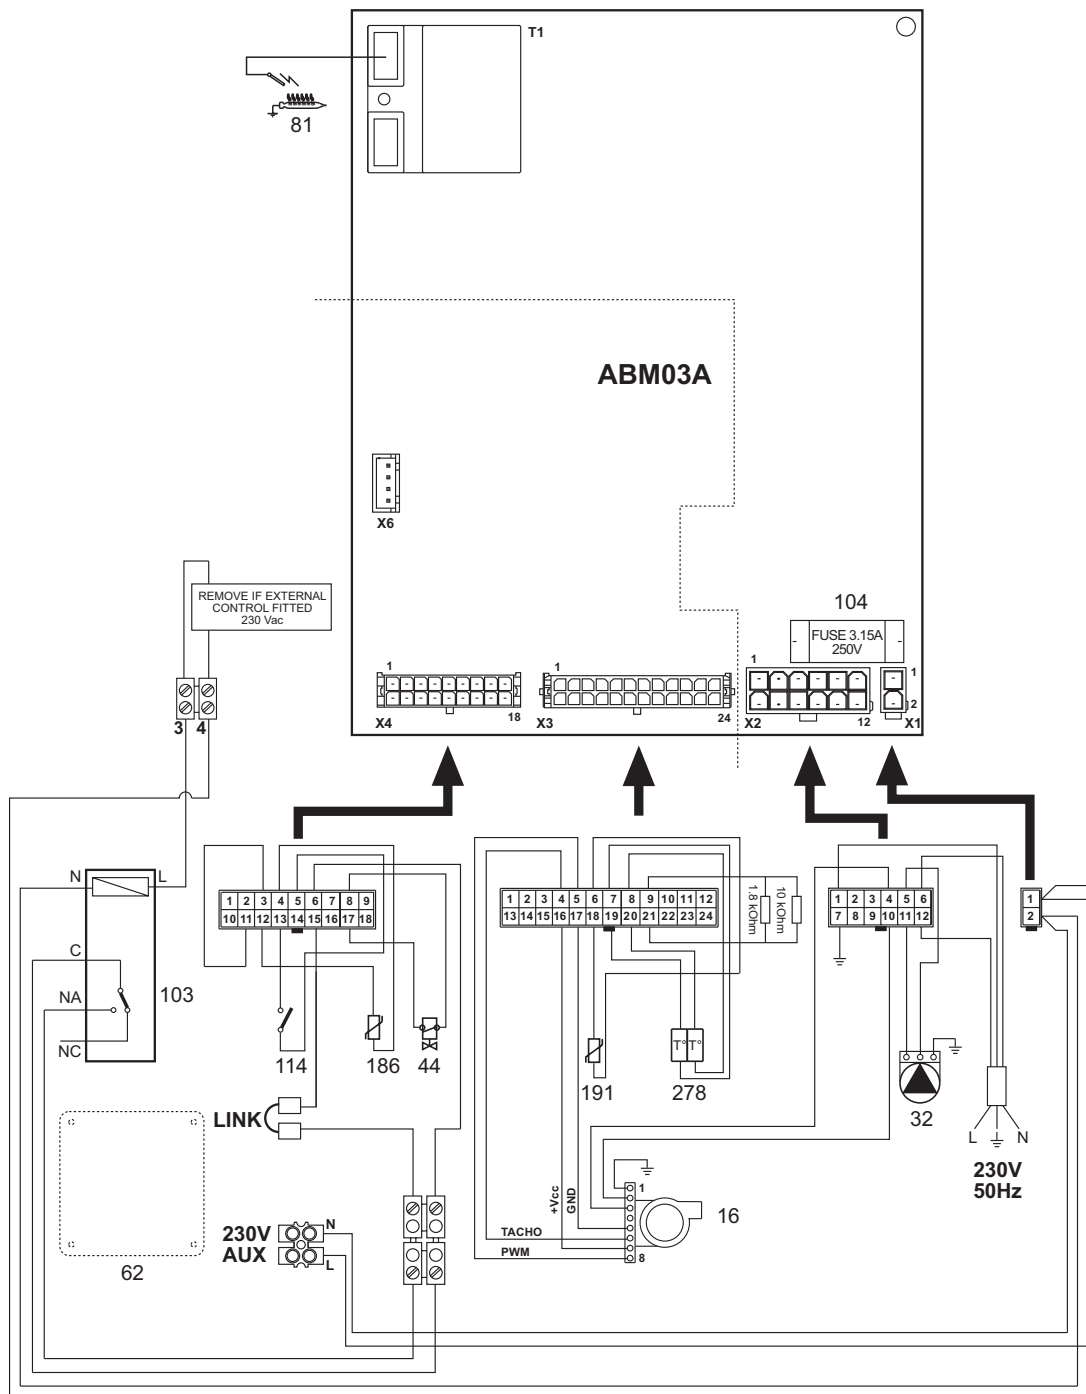 T1
81
ABM03A
X6
REMOVE IF EXTERNAL
CONTROL FITTED
230 Vac
104
FUSE 3.15A
250V
1
1
1
1
2
3 4
X4
18
X3
24
X2
12
X1
N
L
C
NA
NC
103
1 2 3 4 5 6 7 8 9
10 11 12 13 14 15 16 17 18
1 2 3 4 5 6 7 8 9 10 11 12
13 14 15 16 17 18 19 20 21 22 23 24
1.8 kOhm
10 kOhm
1 2 3 4 5 6
7 8 9 10 11 12
1
2
114
186
44
191
T° T°
278
32
L
N
230V
50Hz
LINK
62
230V
AUX
N
L
+Vcc
GND
TACHO
PWM
1
8
16